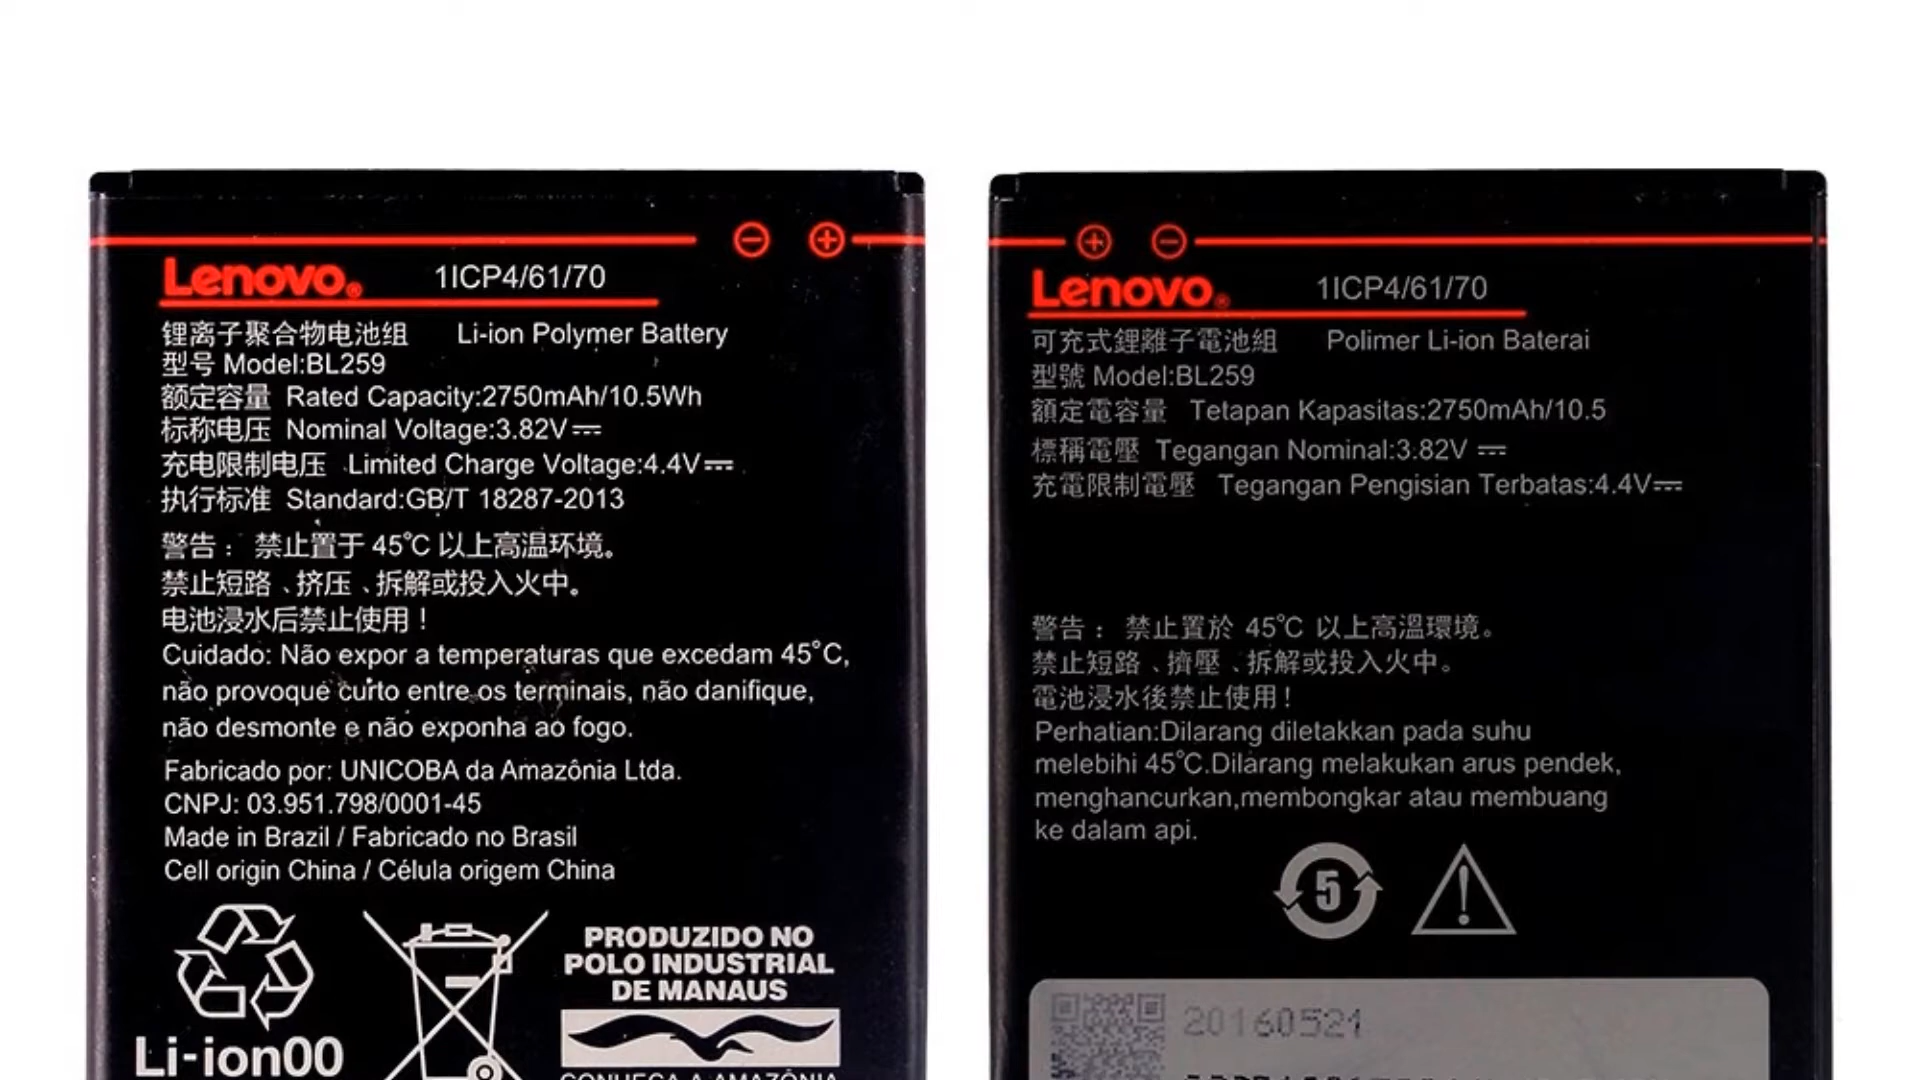 Lenovo® 1ICP4/61/70
锂离子聚合物电池组 Li-ion Polymer Battery
型号 Model:BL259
额定容量 Rated Capacity:2750mAh/10.5Wh
标称电压 Nominal Voltage:3.82V
充电限制电压 Limited Charge Voltage:4.4V
执行标准 Standard:GB/T 18287-2013
警告：禁止置于 45°C 以上高温环境。
禁止短路、挤压、拆解或投入火中。
电池浸水后禁止使用！
Cuidado: Não expor a temperaturas que excedam 45°C,
não provoque curto entre os terminais, não danifique,
não desmonte e não exponha ao fogo.
Fabricado por: UNICOBA da Amazônia Ltda.
CNPJ: 03.951.798/0001-45
Made in Brazil / Fabricado no Brasil
Cell origin China / Célula origem China
PRODUZIDO NO
POLO INDUSTRIAL
DE MANAUS
Li-ion00
CONHEÇA A AMAZÔNIA
Lenovo® 1ICP4/61/70
可充式鋰離子電池組 Polimer Li-ion Baterai
型號 Model:BL259
額定電容量 Tetapan Kapasitas:2750mAh/10.5
標稱電壓 Tegangan Nominal:3.82V
充電限制電壓 Tegangan Pengisian Terbatas:4.4V
警告：禁止置於 45°C 以上高溫環境。
禁止短路、擠壓、拆解或投入火中。
電池浸水後禁止使用！
Perhatian:Dilarang diletakkan pada suhu
melebihi 45°C.Dilarang melakukan arus pendek,
menghancurkan,membongkar atau membuang
ke dalam api.
5
20160521